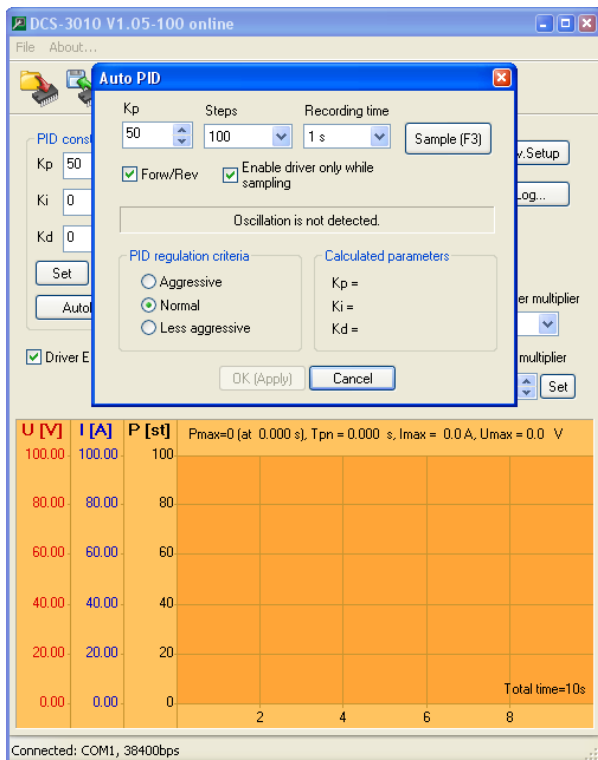 DCS-3010 V1.05-100 online
File About...
Auto PID
Kp Steps Recording time
50 100 1 s Sample (F3)
Forw/Rev Enable driver only while sampling
Oscillation is not detected.
PID regulation criteria Calculated parameters
Aggressive Kp =
Normal Ki =
Less aggressive Kd =
OK (Apply) Cancel
PID const
Kp 50
Ki 0
Kd 0
Set
AutoI
Driver E
v.Setup
Log...
er multiplier
multiplier
Set
U [V] I [A] P [st] Pmax=0 (at 0.000 s), Tpn = 0.000 s, Imax = 0.0 A, Umax = 0.0 V
100.00 100.00 100
80.00 80.00 80
60.00 60.00 60
40.00 40.00 40
20.00 20.00 20
Total time=10s
0.00 0.00 0
2 4 6 8
Connected: COM1, 38400bps